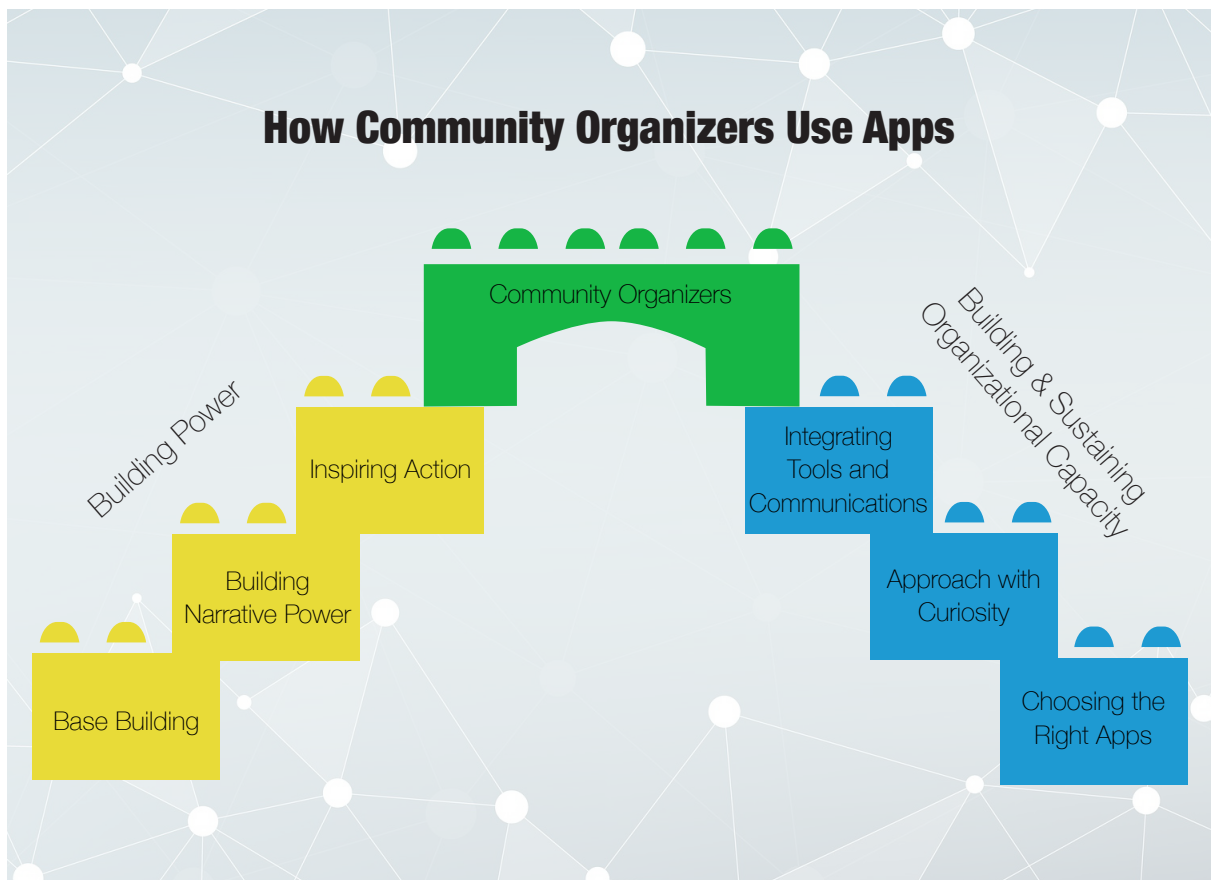 How Community Organizers Use Apps
Community Organizers
Building Power
Inspiring Action
Building
Narrative Power
Base Building
Building & Sustaining
Organizational Capacity
Integrating
Tools and
Communications
Approach with
Curiosity
Choosing the
Right Apps